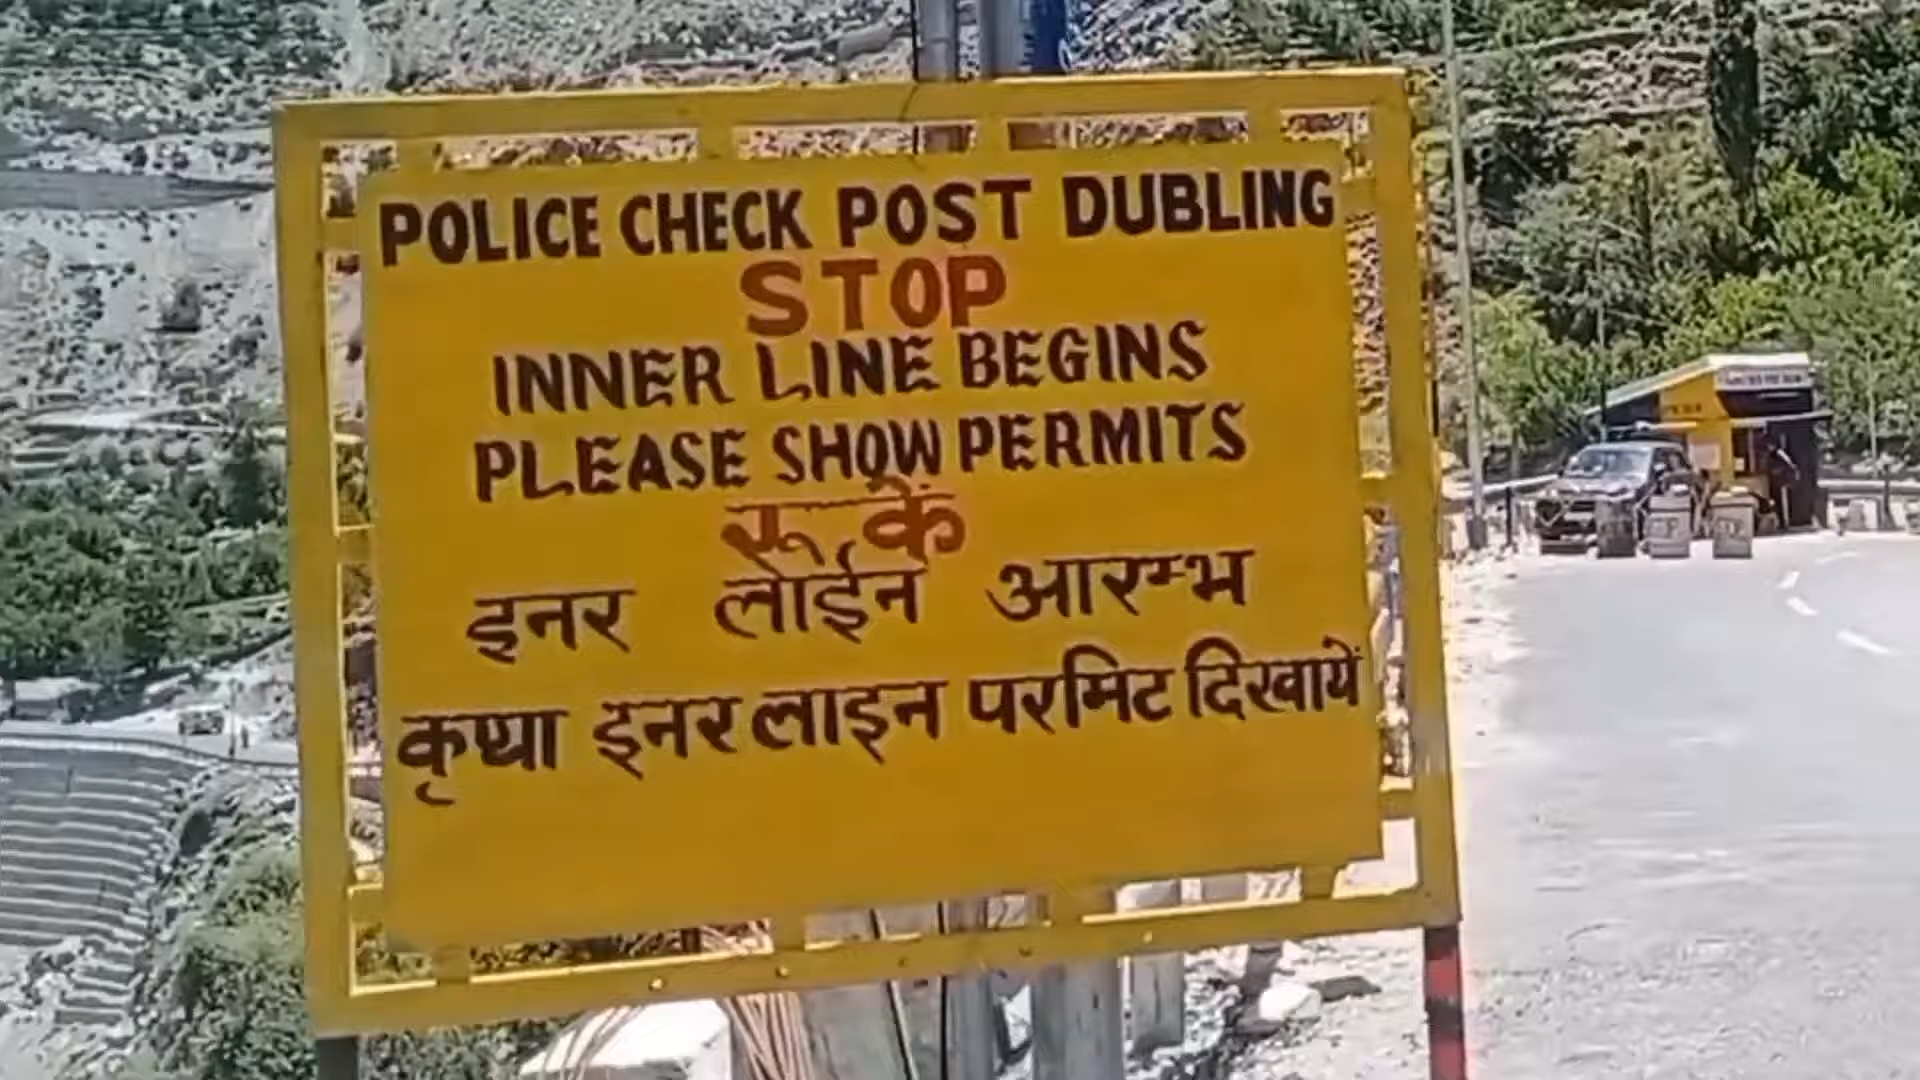 POLICE CHECK POST DUBLING
STOP
INNER LINE BEGINS
PLEASE SHOW PERMITS
रूकें
इनर लाईन आरम्भ
कृप्या इनर लाइन परमिट दिखायें